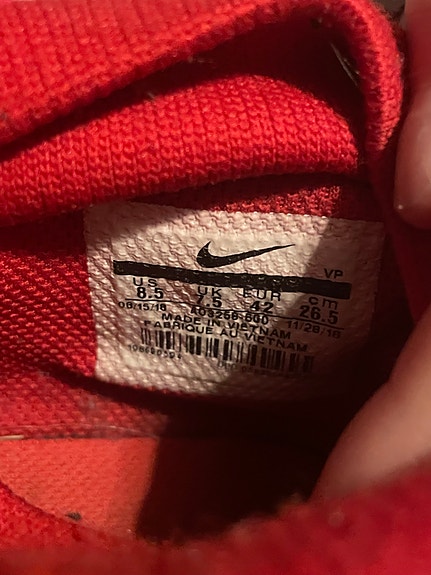 VP
US UK EUR cm
8.5 7.5 42 26.5
08/15/16 11/28/16
MADE IN VIETNAM
FABRIQUE AU VIETNAM